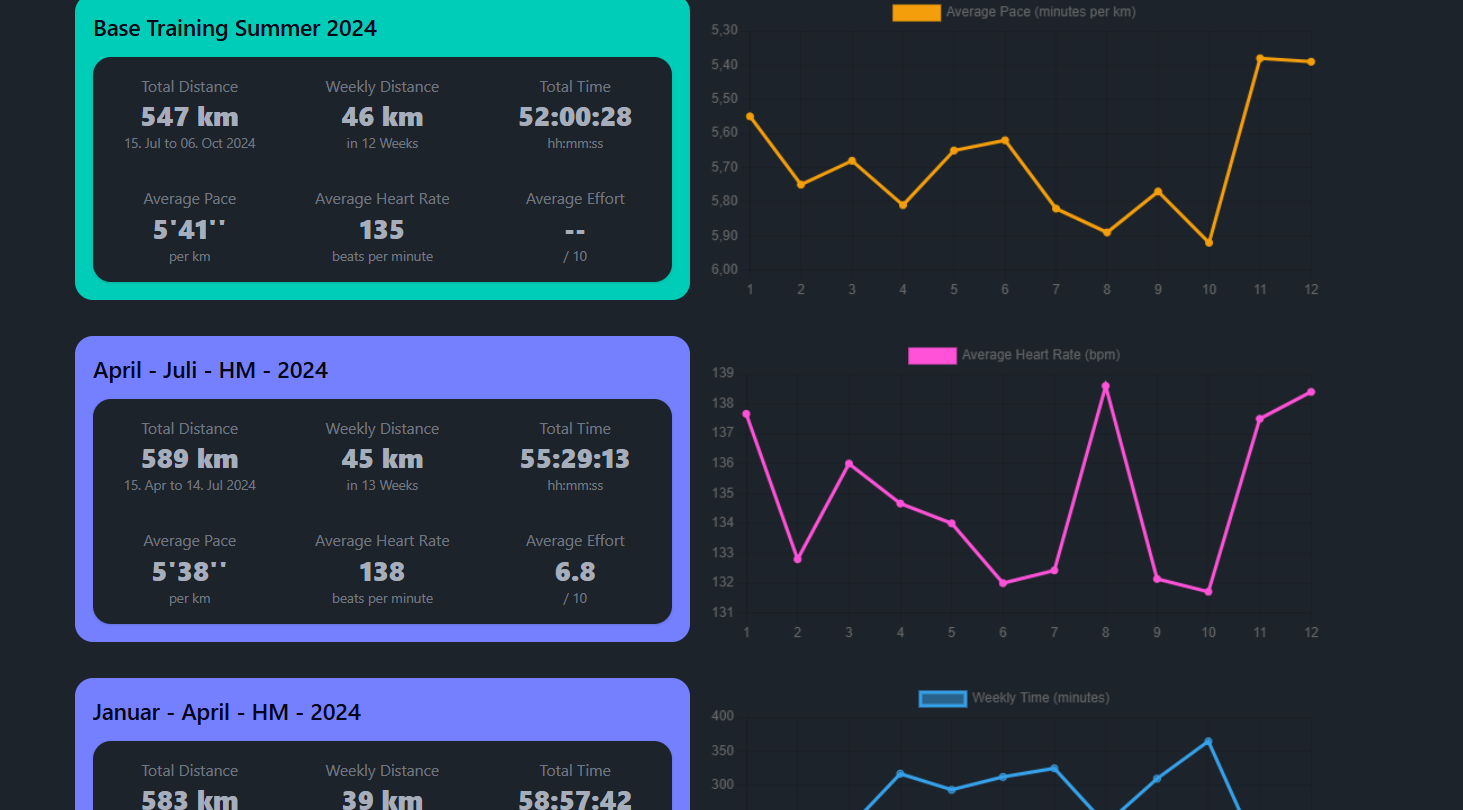 Base Training Summer 2024
Total Distance Weekly Distance Total Time
547 km 46 km 52:00:28
15. Jul to 06. Oct 2024 in 12 Weeks hh:mm:ss
Average Pace Average Heart Rate Average Effort
5'41'' 135 --
per km beats per minute / 10
April - Juli - HM - 2024
Total Distance Weekly Distance Total Time
589 km 45 km 55:29:13
15. Apr to 14. Jul 2024 in 13 Weeks hh:mm:ss
Average Pace Average Heart Rate Average Effort
5'38'' 138 6.8
per km beats per minute / 10
Januar - April - HM - 2024
Total Distance Weekly Distance Total Time
583 km 39 km 58:57:42
Average Pace (minutes per km)
5,30
5,40
5,50
5,60
5,70
5,80
5,90
6,00
1 2 3 4 5 6 7 8 9 10 11 12
Average Heart Rate (bpm)
139
138
137
136
135
134
133
132
131
1 2 3 4 5 6 7 8 9 10 11 12
Weekly Time (minutes)
400
350
300